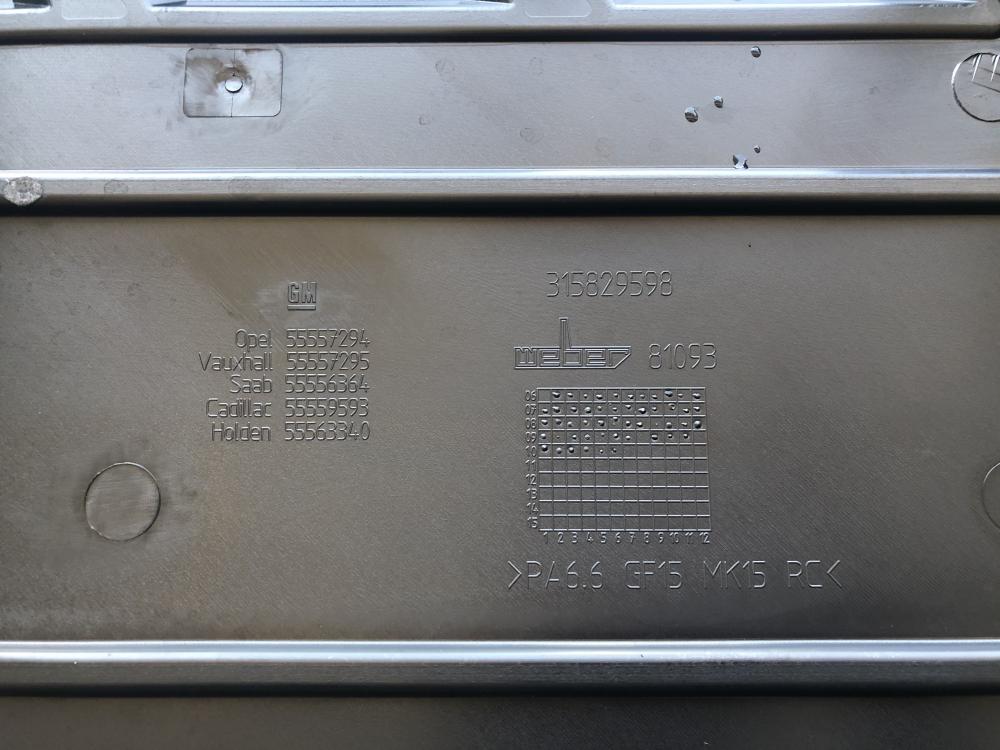 GM
Opel 55557294
Vauxhall 55557295
Saab 55556364
Cadillac 55559593
Holden 55563340
315829598
weber 81093
06
07
08
09
10
11
12
13
14
15
1 2 3 4 5 6 7 8 9 10 11 12
>PA6.6 GF15 MK15 RC<